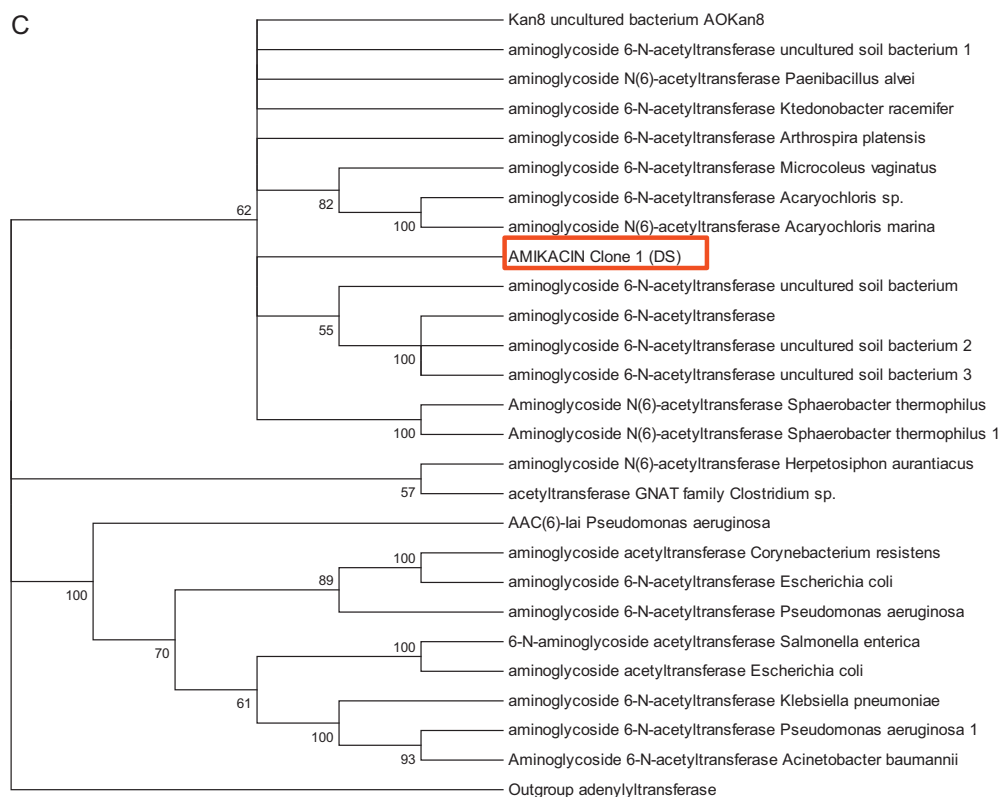 C
Kan8 uncultured bacterium AOKan8
aminoglycoside 6-N-acetyltransferase uncultured soil bacterium 1
aminoglycoside N(6)-acetyltransferase Paenibacillus alvei
aminoglycoside 6-N-acetyltransferase Ktedonobacter racemifer
aminoglycoside 6-N-acetyltransferase Arthrospira platensis
aminoglycoside 6-N-acetyltransferase Microcoleus vaginatus
82
aminoglycoside 6-N-acetyltransferase Acaryochloris sp.
62
100
aminoglycoside N(6)-acetyltransferase Acaryochloris marina
AMIKACIN Clone 1 (DS)
aminoglycoside 6-N-acetyltransferase uncultured soil bacterium
55
aminoglycoside 6-N-acetyltransferase
aminoglycoside 6-N-acetyltransferase uncultured soil bacterium 2
100
aminoglycoside 6-N-acetyltransferase uncultured soil bacterium 3
Aminoglycoside N(6)-acetyltransferase Sphaerobacter thermophilus
100
Aminoglycoside N(6)-acetyltransferase Sphaerobacter thermophilus 1
aminoglycoside N(6)-acetyltransferase Herpetosiphon aurantiacus
57
acetyltransferase GNAT family Clostridium sp.
AAC(6)-Iai Pseudomonas aeruginosa
100
aminoglycoside acetyltransferase Corynebacterium resistens
89
aminoglycoside 6-N-acetyltransferase Escherichia coli
100
aminoglycoside 6-N-acetyltransferase Pseudomonas aeruginosa
70
100
6-N-aminoglycoside acetyltransferase Salmonella enterica
aminoglycoside acetyltransferase Escherichia coli
61
aminoglycoside 6-N-acetyltransferase Klebsiella pneumoniae
100
aminoglycoside 6-N-acetyltransferase Pseudomonas aeruginosa 1
93
Aminoglycoside 6-N-acetyltransferase Acinetobacter baumannii
Outgroup adenylyltransferase